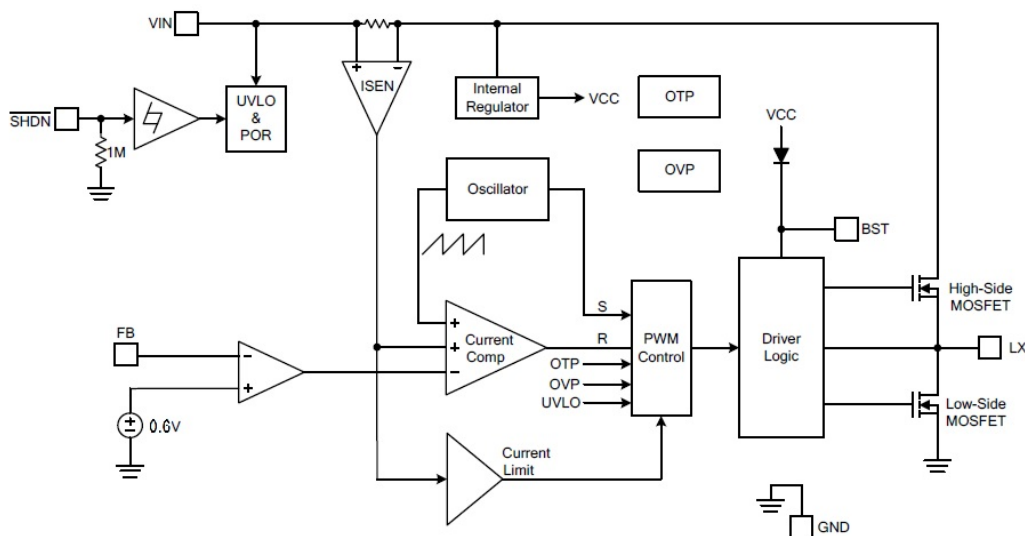 VIN
ISEN
+
−
SHDN
1M
UVLO
&
POR
Internal
Regulator
VCC
OTP
OVP
VCC
Oscillator
BST
High-Side
MOSFET
FB
−
+
0.6V
+
+
−
Current
Comp
S
R
OTP
OVP
UVLO
PWM
Control
Driver
Logic
LX
Low-Side
MOSFET
Current
Limit
GND